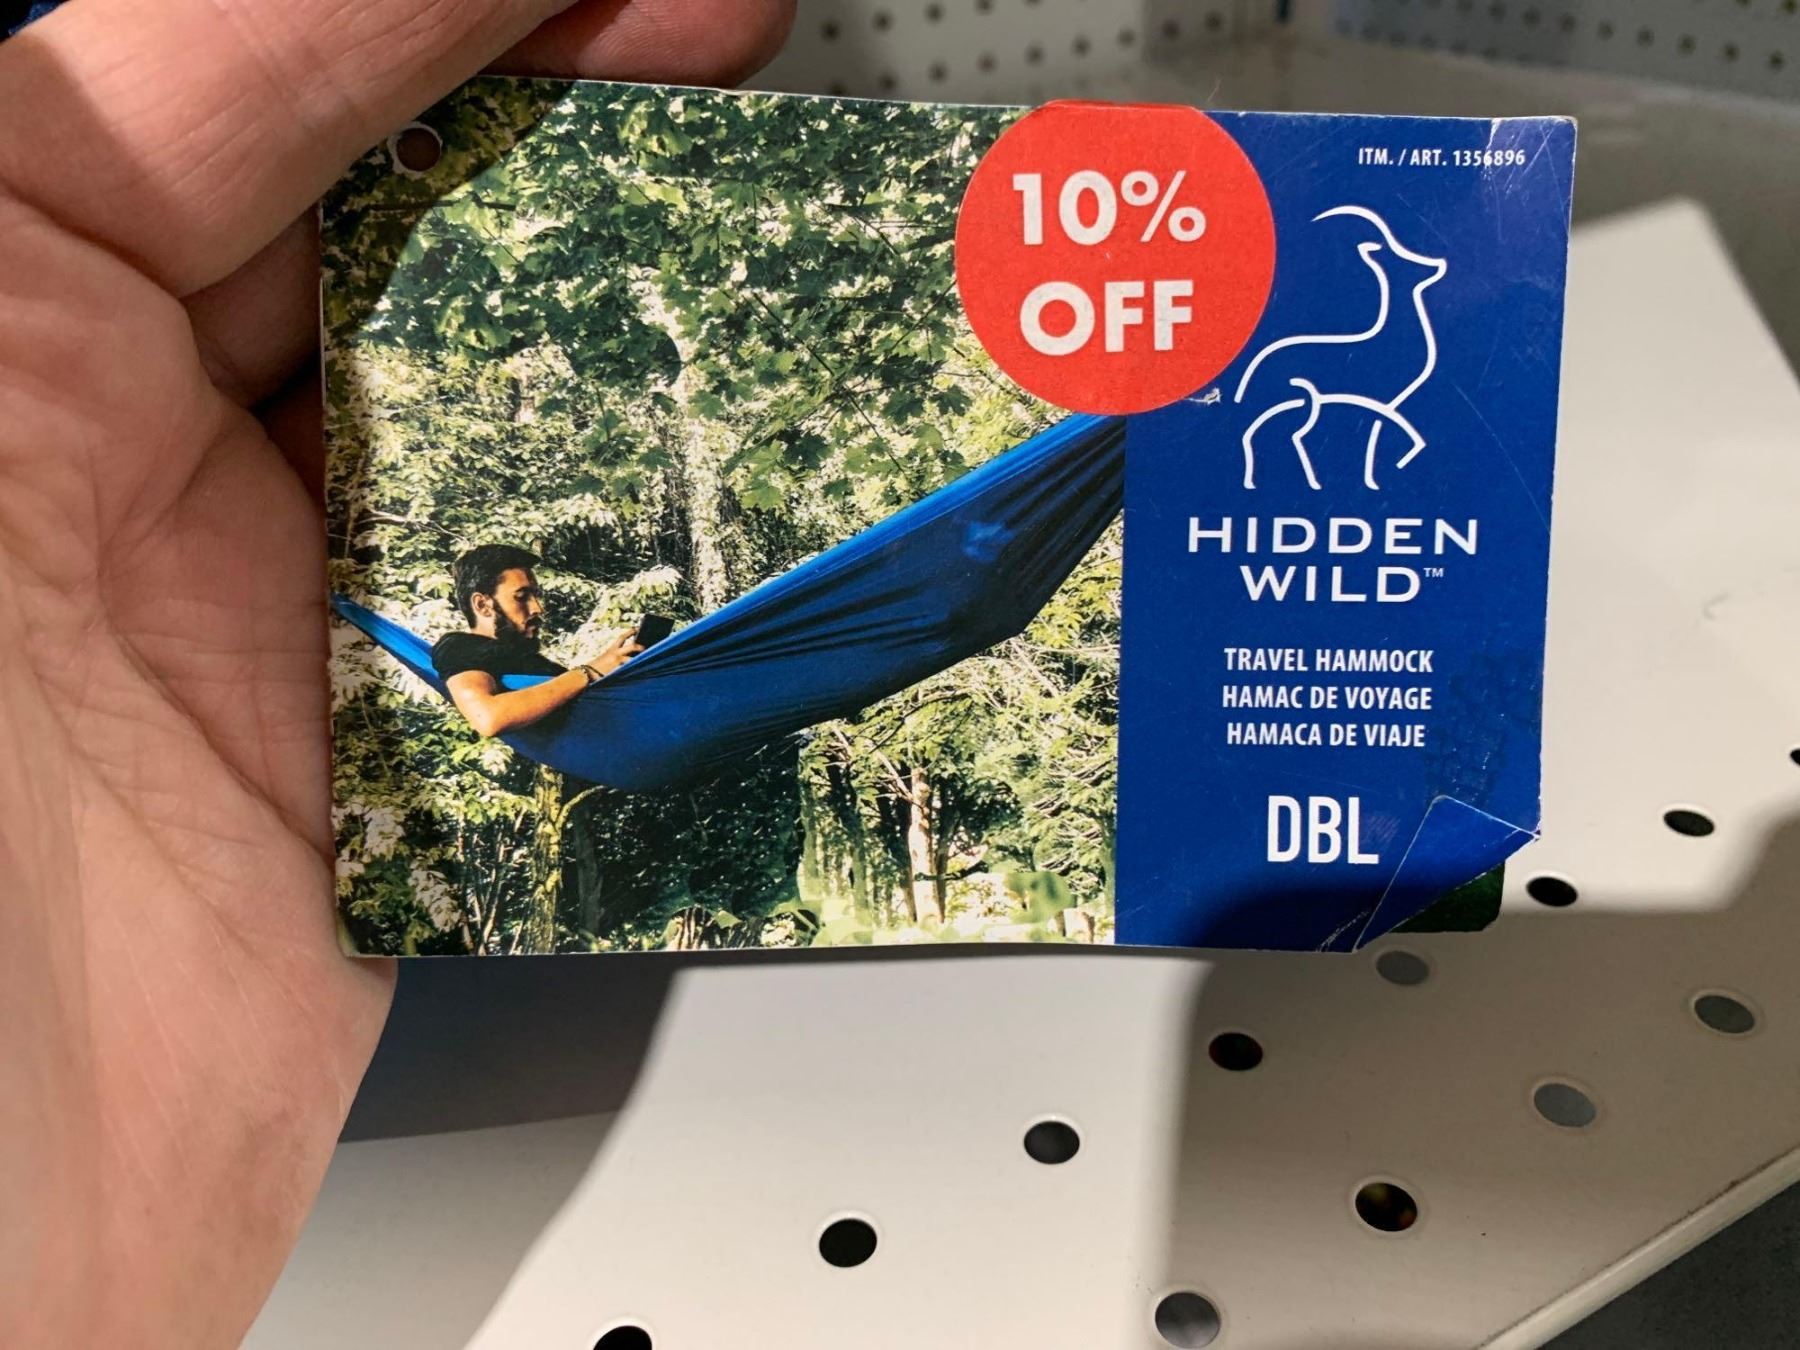 10%
OFF
ITM. / ART. 1356896
HIDDEN
WILD™
TRAVEL HAMMOCK
HAMAC DE VOYAGE
HAMACA DE VIAJE
DBL